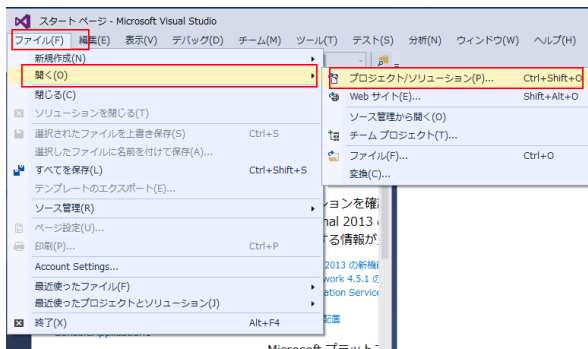 スタート ページ - Microsoft Visual Studio
ファイル(F) 編集(E) 表示(V) デバッグ(D) チーム(M) ツール(T) テスト(S) 分析(N) ウィンドウ(W) ヘルプ(H)
新規作成(N)
開く(O)
閉じる(C)
ソリューションを閉じる(T)
選択されたファイルを上書き保存(S) Ctrl+S
選択したファイルに名前を付けて保存(A)...
すべてを保存(L) Ctrl+Shift+S
テンプレートのエクスポート(E)...
ソース管理(R)
ページ設定(U)...
印刷(P)... Ctrl+P
Account Settings...
最近使ったファイル(F)
最近使ったプロジェクトとソリューション(J)
終了(X) Alt+F4
プロジェクト/ソリューション(P)... Ctrl+Shift+O
Web サイト(E)... Shift+Alt+O
ソース管理から開く(O)
チーム プロジェクト(T)...
ファイル(F)... Ctrl+O
変換(C)...
ションを確
nal 2013
する情報が
2013 の新機
work 4.5.1 の
ation Service
配置
Microsoft プラット